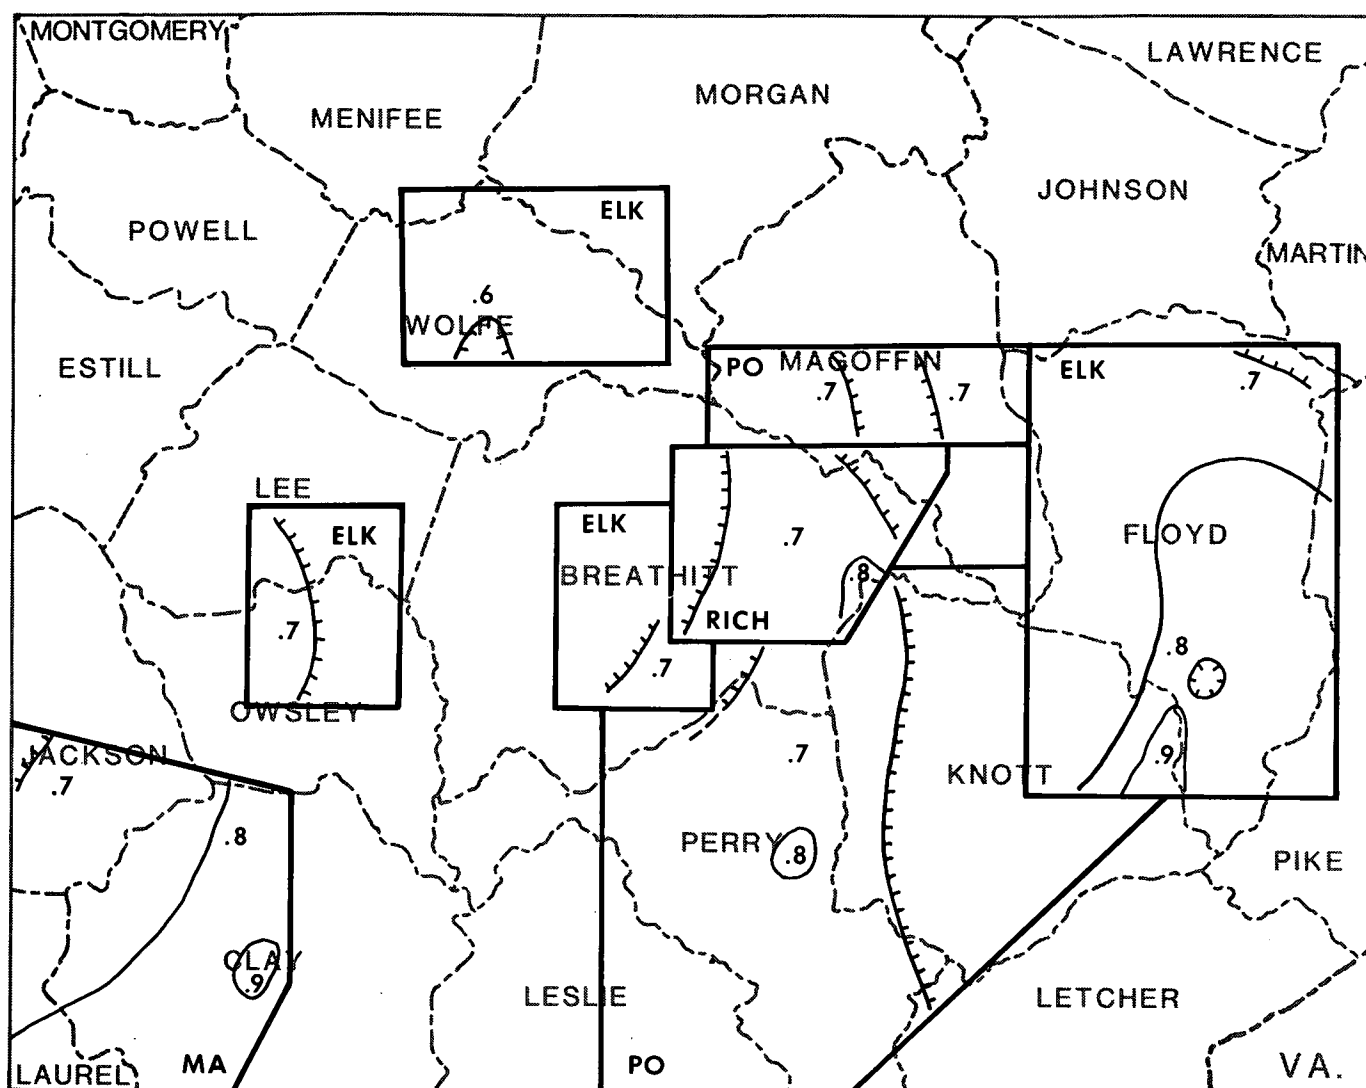 MONTGOMERY
LAWRENCE
MORGAN
MENIFEE
JOHNSON
ELK
POWELL
MARTIN
.6
WOLFE
ESTILL
PO
MAGOFFIN
ELK
.7
.7
.7
LEE
ELK
ELK
.7
FLOYD
BREATHITT
.8
RICH
.7
.8
.7
OWSLEY
JACKSON
.7
.7
.9
KNOTT
.8
PERRY
.8
PIKE
CLAY
.9
LESLIE
LETCHER
LAUREL
MA
PO
VA.